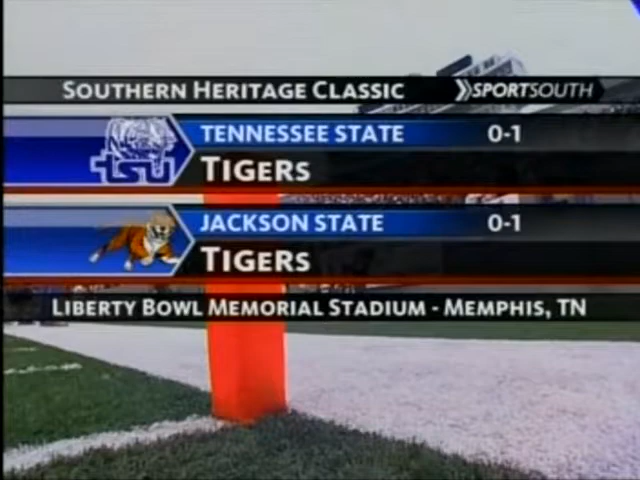 SOUTHERN HERITAGE CLASSIC SPORTSOUTH
TENNESSEE STATE 0-1
tsu TIGERS
JACKSON STATE 0-1
TIGERS
LIBERTY BOWL MEMORIAL STADIUM - MEMPHIS, TN